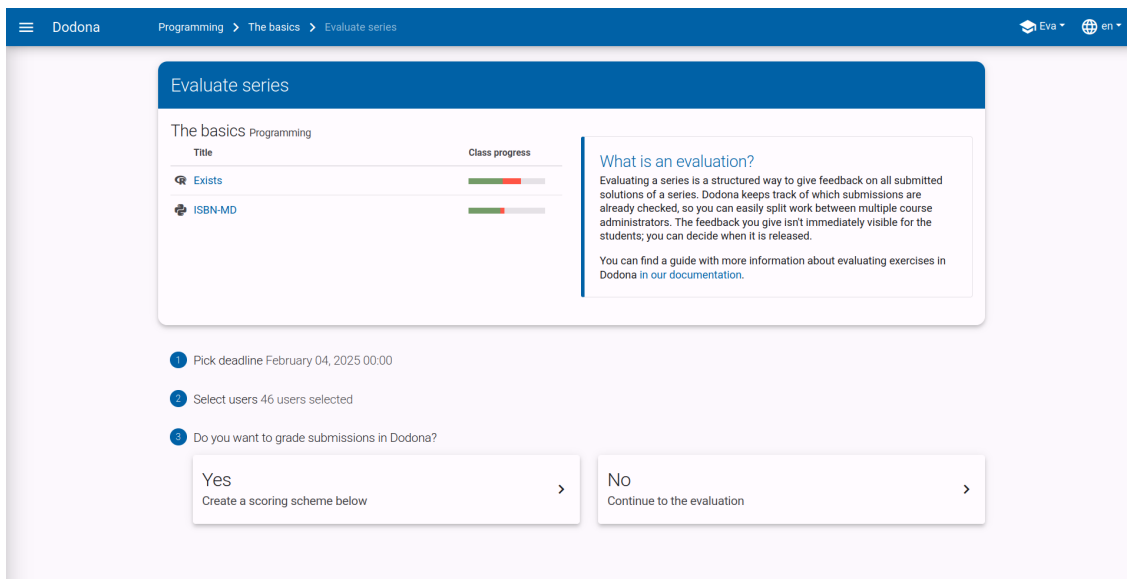 Dodona Programming The basics Evaluate series Eva en
Evaluate series
The basics Programming
Title Class progress
Exists
ISBN-MD
What is an evaluation?
Evaluating a series is a structured way to give feedback on all submitted
solutions of a series. Dodona keeps track of which submissions are
already checked, so you can easily split work between multiple course
administrators. The feedback you give isn't immediately visible for the
students; you can decide when it is released.
You can find a guide with more information about evaluating exercises in
Dodona in our documentation.
1 Pick deadline February 04, 2025 00:00
2 Select users 46 users selected
3 Do you want to grade submissions in Dodona?
Yes
Create a scoring scheme below
No
Continue to the evaluation